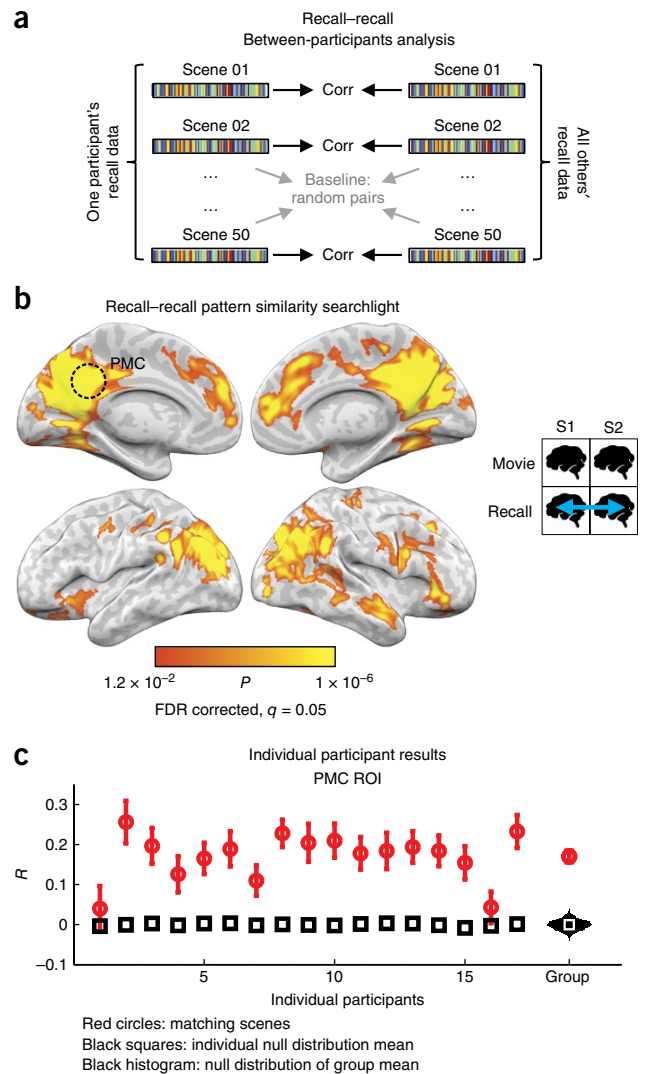 a
Recall–recall
Between-participants analysis
One participant's
recall data
Scene 01
Corr
Scene 01
Scene 02
Corr
Scene 02
...
Baseline:
random pairs
...
...
...
Scene 50
Corr
Scene 50
All others'
recall data
b
Recall–recall pattern similarity searchlight
PMC
S1 S2
Movie
Recall
1.2 × 10–2 P 1 × 10–6
FDR corrected, q = 0.05
c
Individual participant results
PMC ROI
R
0.3
0.2
0.1
0
–0.1
5 10 15 Group
Individual participants
Red circles: matching scenes
Black squares: individual null distribution mean
Black histogram: null distribution of group mean